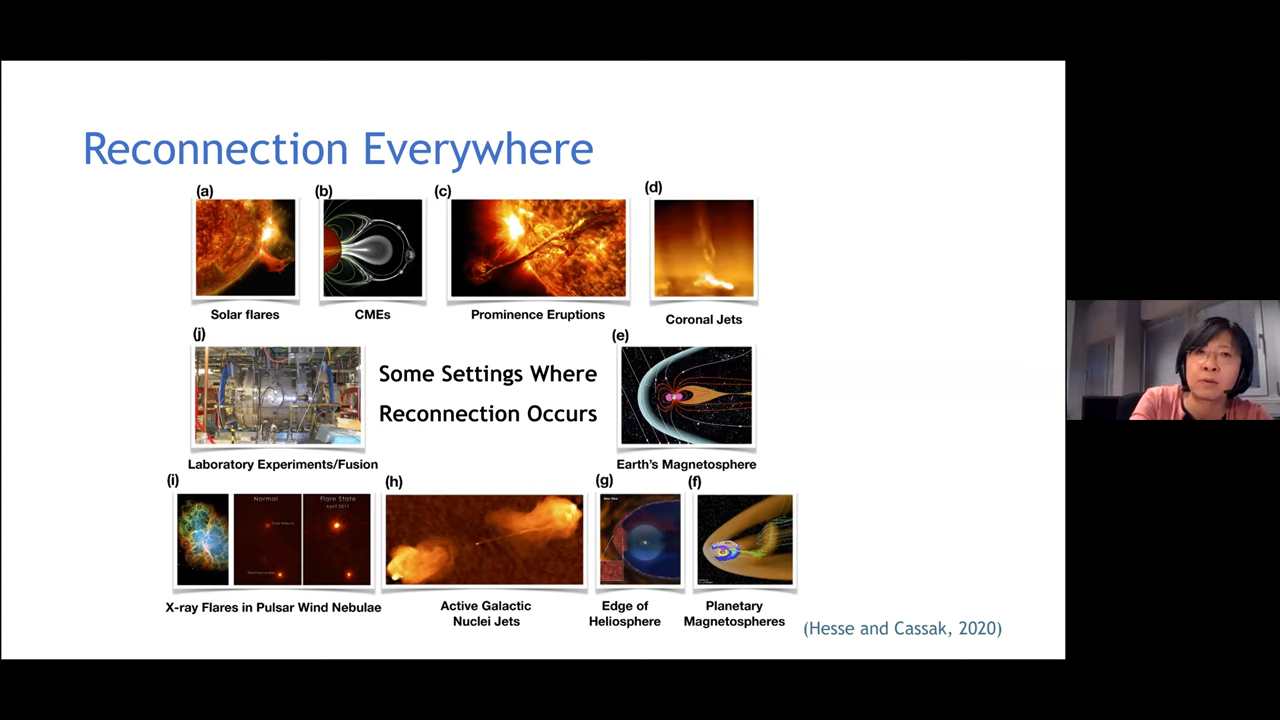 Reconnection Everywhere
(a)
(b)
(c)
(d)
Solar flares
CMEs
Prominence Eruptions
Coronal Jets
(j)
(e)
Some Settings Where
Reconnection Occurs
Laboratory Experiments/Fusion
Earth's Magnetosphere
(i)
(h)
(g)
(f)
Normal
Flare State
April 2011
X-ray Flares in Pulsar Wind Nebulae
Active Galactic
Nuclei Jets
Edge of
Heliosphere
Planetary
Magnetospheres
(Hesse and Cassak, 2020)